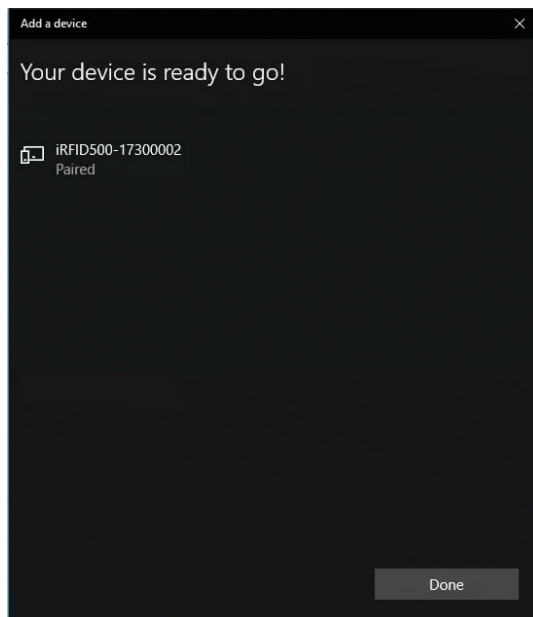 Add a device
Your device is ready to go!
iRFID500-17300002
Paired
Done